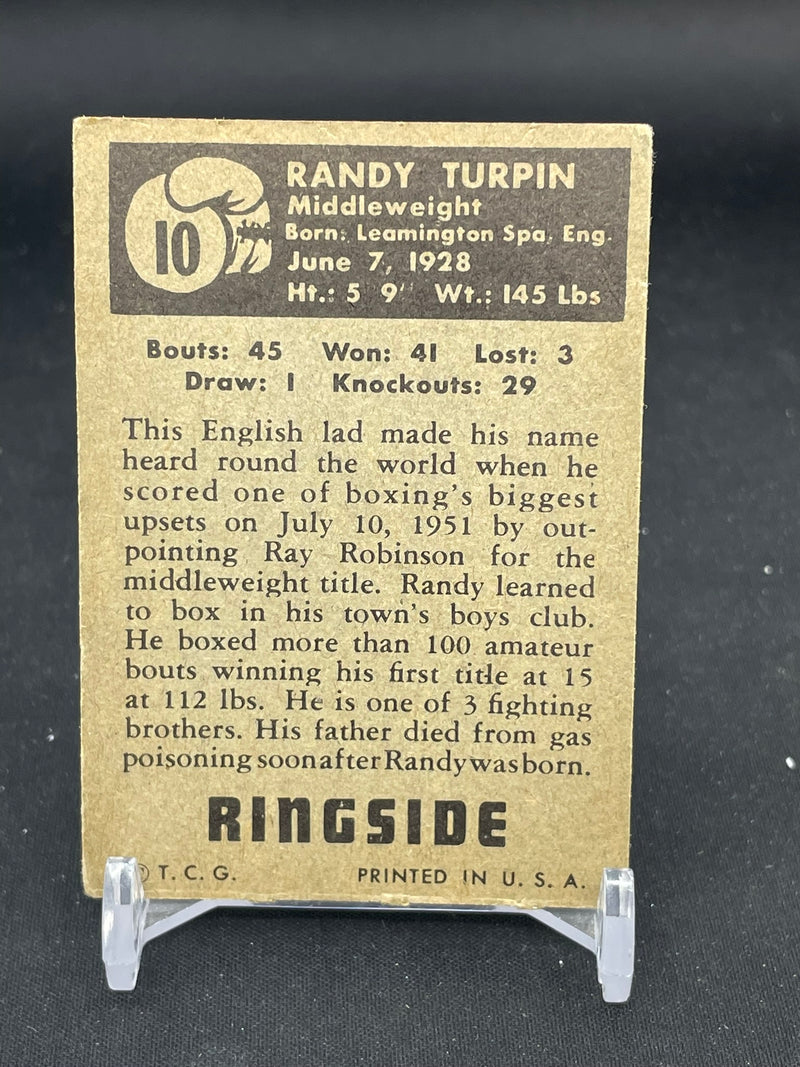 10
RANDY TURPIN
Middleweight
Born: Leamington Spa, Eng.
June 7, 1928
Ht.: 5' 9" Wt.: 145 Lbs
Bouts: 45 Won: 41 Lost: 3
Draw: 1 Knockouts: 29
This English lad made his name
heard round the world when he
scored one of boxing's biggest
upsets on July 10, 1951 by out-
pointing Ray Robinson for the
middleweight title. Randy learned
to box in his town's boys club.
He boxed more than 100 amateur
bouts winning his first title at 15
at 112 lbs. He is one of 3 fighting
brothers. His father died from gas
poisoning soon after Randy was born.
RINGSIDE
© T. C. G. PRINTED IN U. S. A.